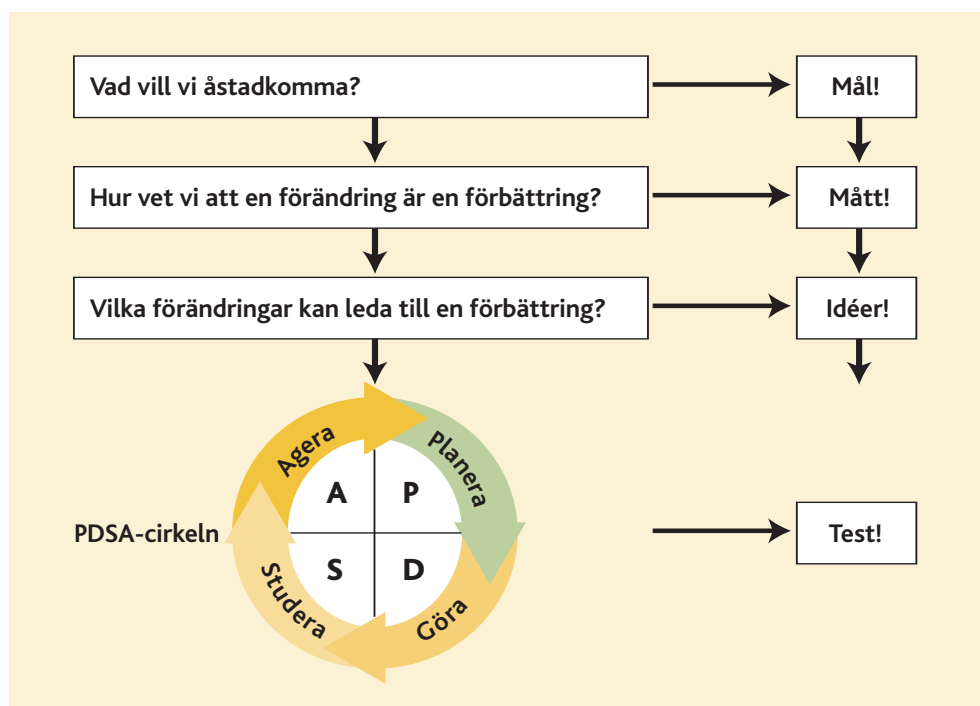 Vad vill vi åstadkomma?
Mål!
Hur vet vi att en förändring är en förbättring?
Mått!
Vilka förändringar kan leda till en förbättring?
Idéer!
Agera
Planera
A
P
PDSA-cirkeln
Test!
S
D
Studera
Göra